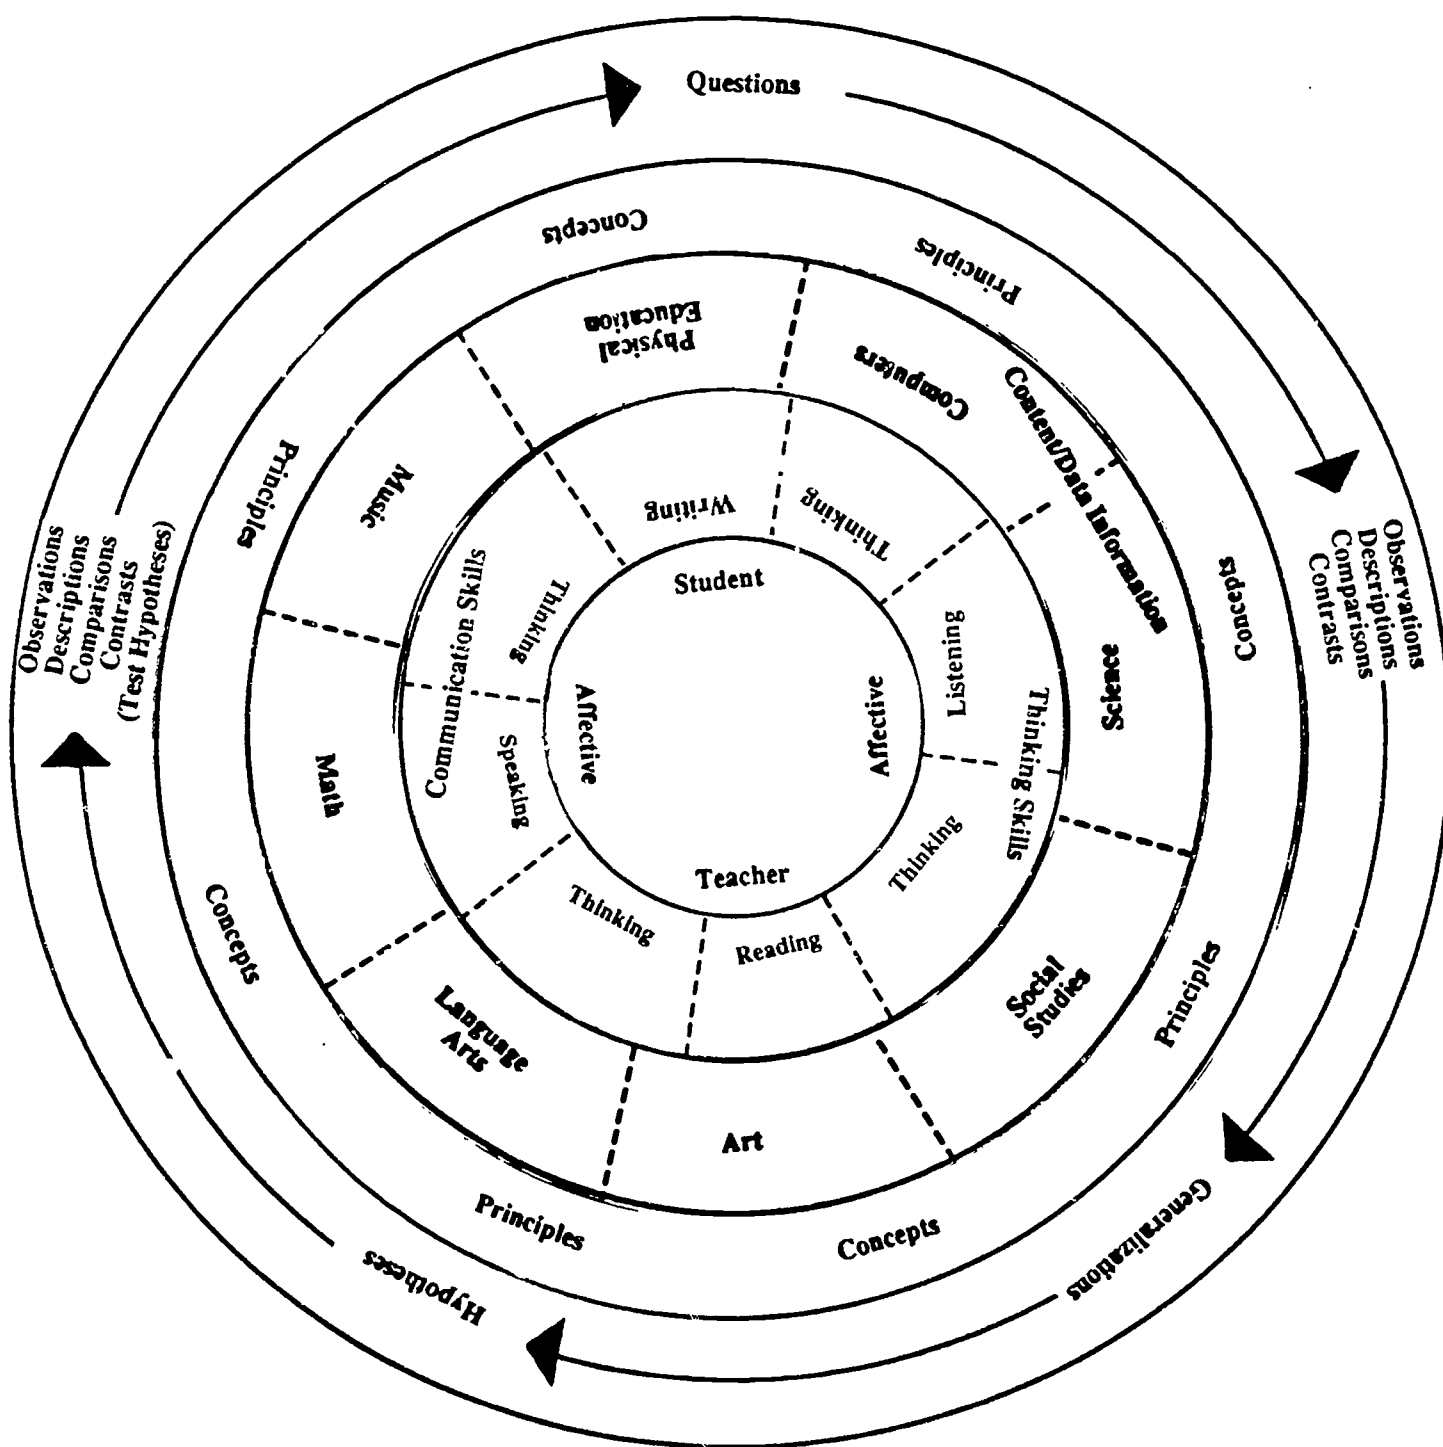 Questions
Observations
Descriptions
Comparisons
Contrasts
Generalizations
Hypotheses
Observations
Descriptions
Comparisons
Contrasts
(Test Hypotheses)
Concepts
Principles
Concepts
Principles
Concepts
Principles
Concepts
Principles
Physical
Education
Computers
Content/Data Information
Science
Social
Studies
Art
Language
Arts
Math
Music
Writing
Thinking
Listening
Thinking Skills
Thinking
Reading
Thinking
Speaking
Communication Skills
Thinking
Student
Affective
Teacher
Affective